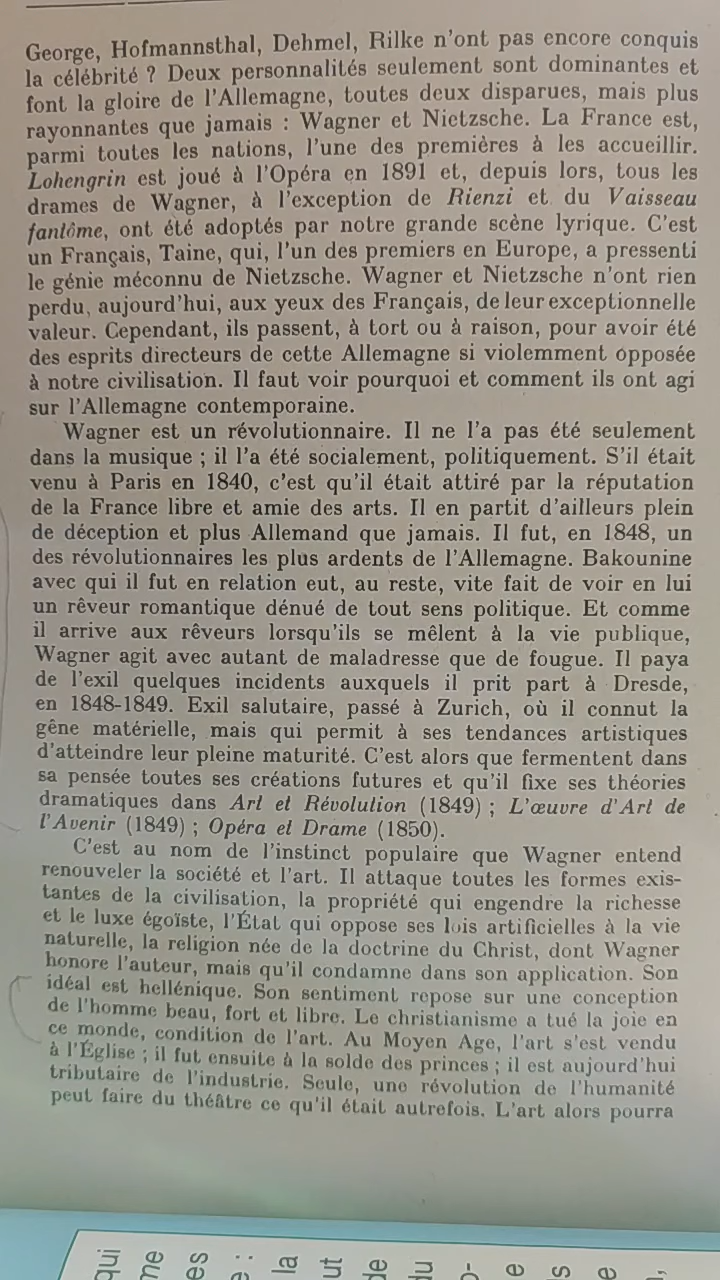 George, Hofmannsthal, Dehmel, Rilke n'ont pas encore conquis
la célébrité ? Deux personnalités seulement sont dominantes et
font la gloire de l'Allemagne, toutes deux disparues, mais plus
rayonnantes que jamais : Wagner et Nietzsche. La France est,
parmi toutes les nations, l'une des premières à les accueillir.
Lohengrin est joué à l'Opéra en 1891 et, depuis lors, tous les
drames de Wagner, à l'exception de Rienzi et du Vaisseau
fantôme, ont été adoptés par notre grande scène lyrique. C'est
un Français, Taine, qui, l'un des premiers en Europe, a pressenti
le génie méconnu de Nietzsche. Wagner et Nietzsche n'ont rien
perdu, aujourd'hui, aux yeux des Français, de leur exceptionnelle
valeur. Cependant, ils passent, à tort ou à raison, pour avoir été
des esprits directeurs de cette Allemagne si violemment opposée
à notre civilisation. Il faut voir pourquoi et comment ils ont agi
sur l'Allemagne contemporaine.
Wagner est un révolutionnaire. Il ne l'a pas été seulement
dans la musique ; il l'a été socialement, politiquement. S'il était
venu à Paris en 1840, c'est qu'il était attiré par la réputation
de la France libre et amie des arts. Il en partit d'ailleurs plein
de déception et plus Allemand que jamais. Il fut, en 1848, un
des révolutionnaires les plus ardents de l'Allemagne. Bakounine
avec qui il fut en relation eut, au reste, vite fait de voir en lui
un rêveur romantique dénué de tout sens politique. Et comme
il arrive aux rêveurs lorsqu'ils se mêlent à la vie publique,
Wagner agit avec autant de maladresse que de fougue. Il paya
de l'exil quelques incidents auxquels il prit part à Dresde,
en 1848-1849. Exil salutaire, passé à Zurich, où il connut la
gêne matérielle, mais qui permit à ses tendances artistiques
d'atteindre leur pleine maturité. C'est alors que fermentent dans
sa pensée toutes ses créations futures et qu'il fixe ses théories
dramatiques dans Art et Révolution (1849) ; L'œuvre d'Art de
l'Avenir (1849) ; Opéra et Drame (1850).
C'est au nom de l'instinct populaire que Wagner entend
renouveler la société et l'art. Il attaque toutes les formes exis-
tantes de la civilisation, la propriété qui engendre la richesse
et le luxe égoïste, l'État qui oppose ses lois artificielles à la vie
naturelle, la religion née de la doctrine du Christ, dont Wagner
honore l'auteur, mais qu'il condamne dans son application. Son
idéal est hellénique. Son sentiment repose sur une conception
de l'homme beau, fort et libre. Le christianisme a tué la joie en
ce monde, condition de l'art. Au Moyen Age, l'art s'est vendu
à l'Église ; il fut ensuite à la solde des princes ; il est aujourd'hui
tributaire de l'industrie. Seule, une révolution de l'humanité
peut faire du théâtre ce qu'il était autrefois. L'art alors pourra
qui
me
es
e :
la
ut
de
du
o-
e
is
e